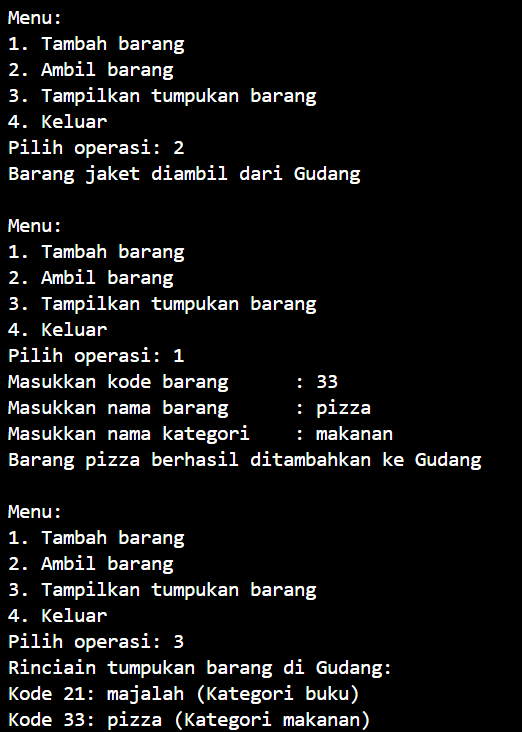 Menu:
1. Tambah barang
2. Ambil barang
3. Tampilkan tumpukan barang
4. Keluar
Pilih operasi: 2
Barang jaket diambil dari Gudang

Menu:
1. Tambah barang
2. Ambil barang
3. Tampilkan tumpukan barang
4. Keluar
Pilih operasi: 1
Masukkan kode barang      : 33
Masukkan nama barang      : pizza
Masukkan nama kategori    : makanan
Barang pizza berhasil ditambahkan ke Gudang

Menu:
1. Tambah barang
2. Ambil barang
3. Tampilkan tumpukan barang
4. Keluar
Pilih operasi: 3
Rinciain tumpukan barang di Gudang:
Kode 21: majalah (Kategori buku)
Kode 33: pizza (Kategori makanan)